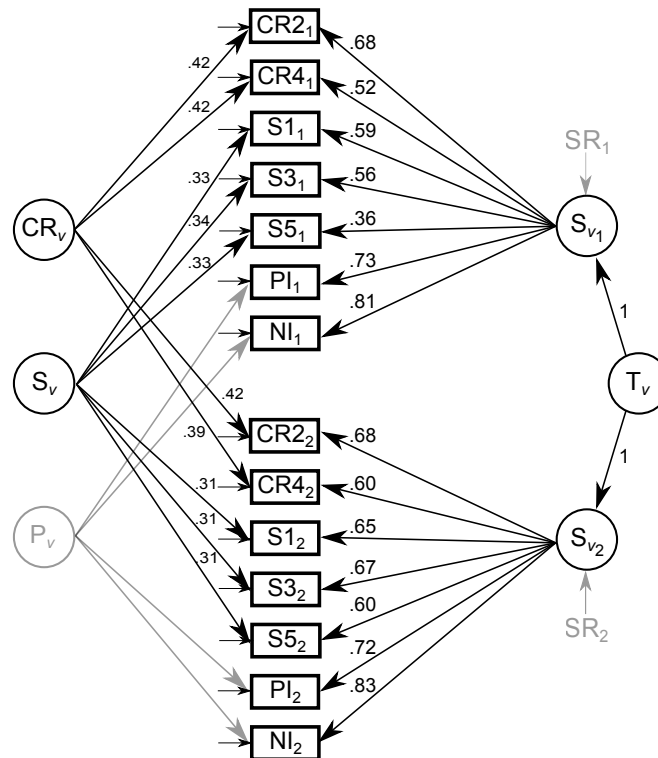 CR2₁
.42
.68
CR4₁
.42
.52
S1₁
.59
SR₁
.33
S3₁
.56
CRᵥ
.34
S5₁
.36
Sᵥ₁
.33
PI₁
.73
NI₁
.81
1
Sᵥ
.42
Tᵥ
CR2₂
.68
.39
1
CR4₂
.60
.31
S1₂
.65
.31
Pᵥ
Sᵥ₂
.31
S3₂
.67
S5₂
.60
SR₂
PI₂
.72
NI₂
.83